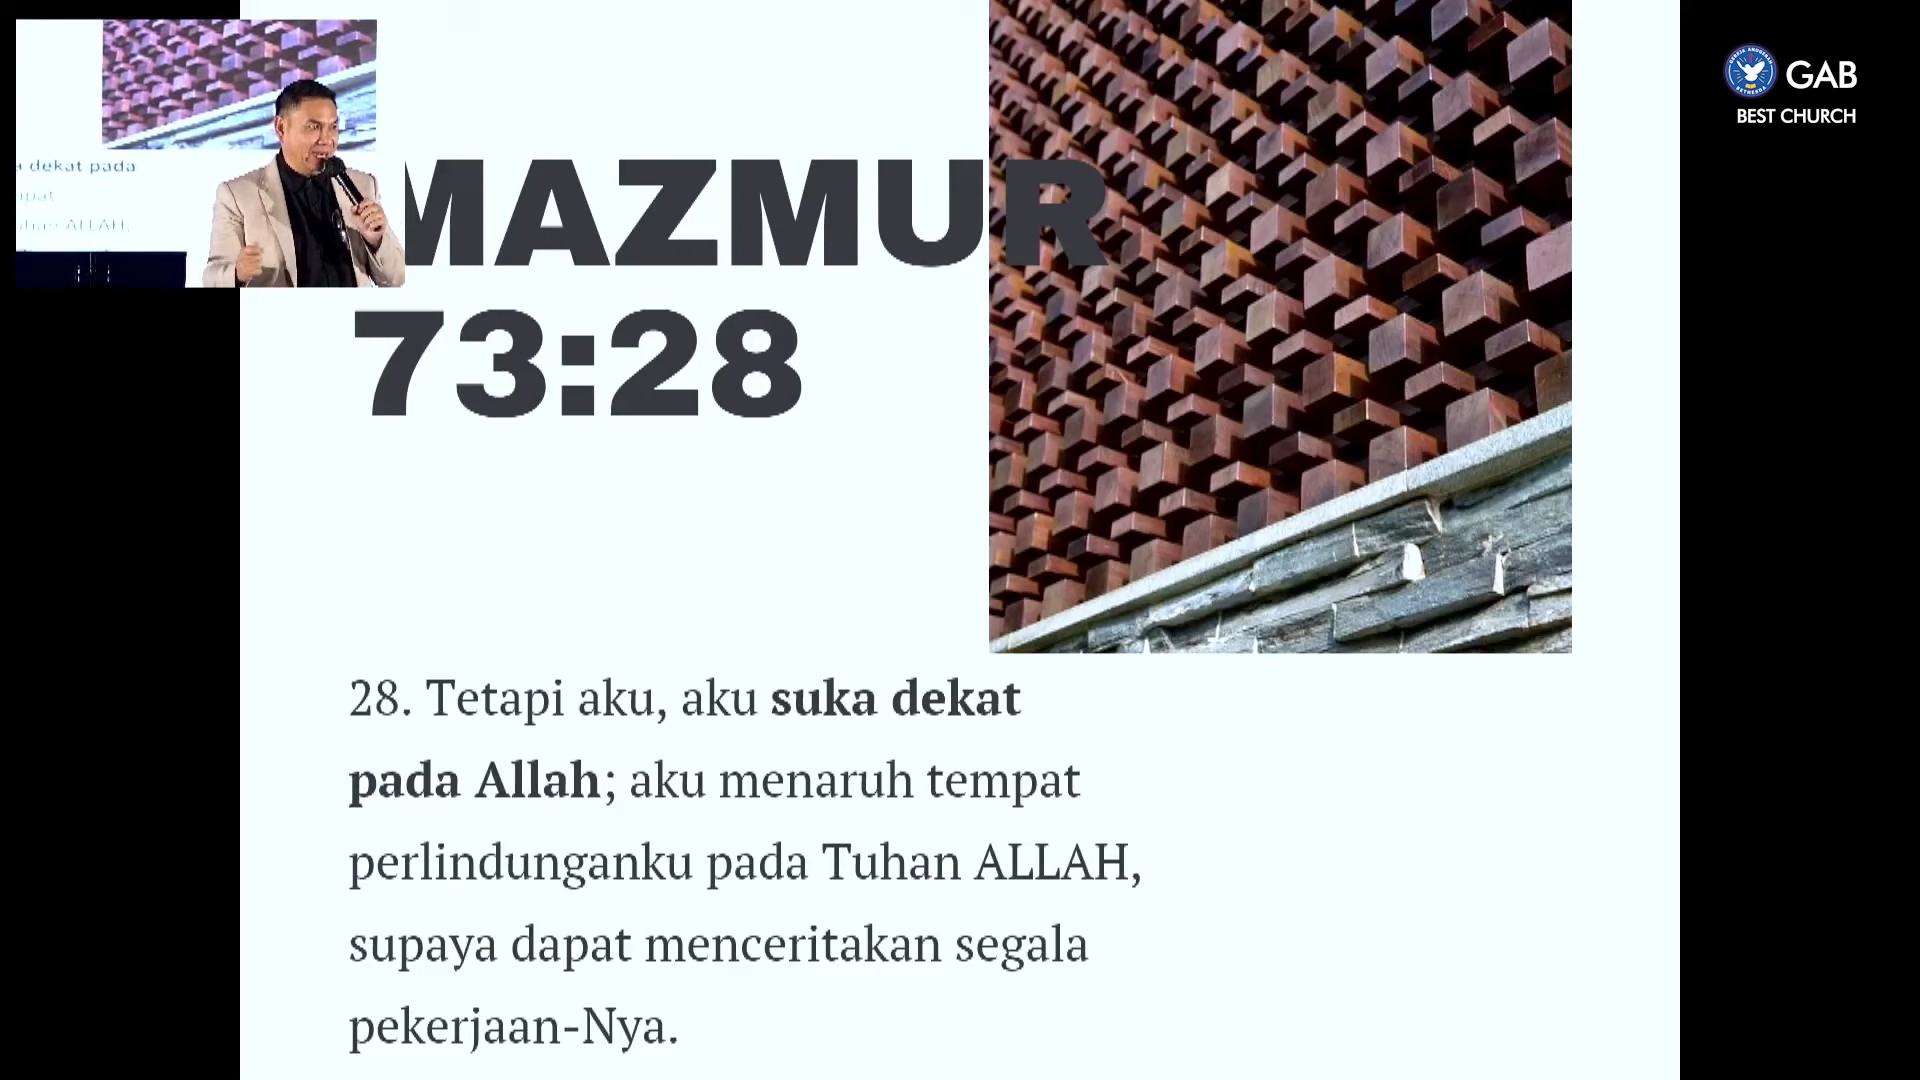 GAB
BEST CHURCH
a dekat pada
MAZMUR
73:28
28. Tetapi aku, aku suka dekat
pada Allah; aku menaruh tempat
perlindunganku pada Tuhan ALLAH,
supaya dapat menceritakan segala
pekerjaan-Nya.